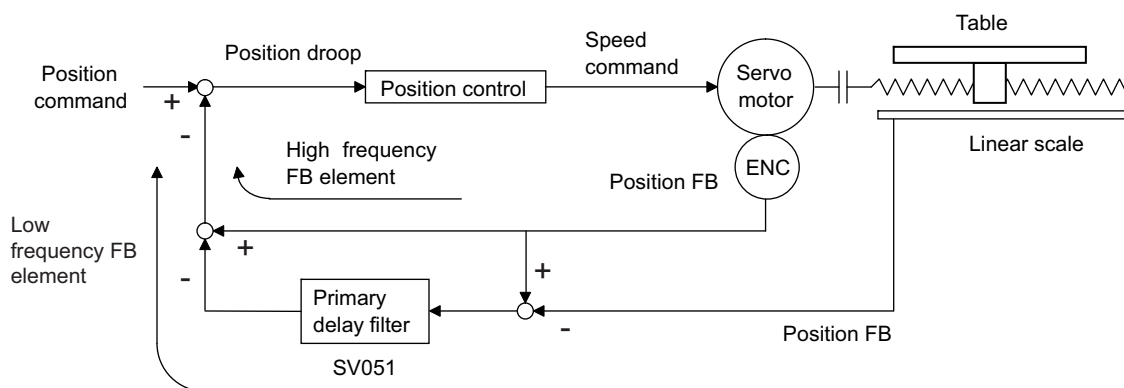 Table
Speed
command
Position droop
Position
command
Position control
Servo
motor
+
-
Linear scale
High frequency
FB element
ENC
Position FB
Low
frequency FB
element
+
-
+
Primary
delay filter
-
Position FB
SV051